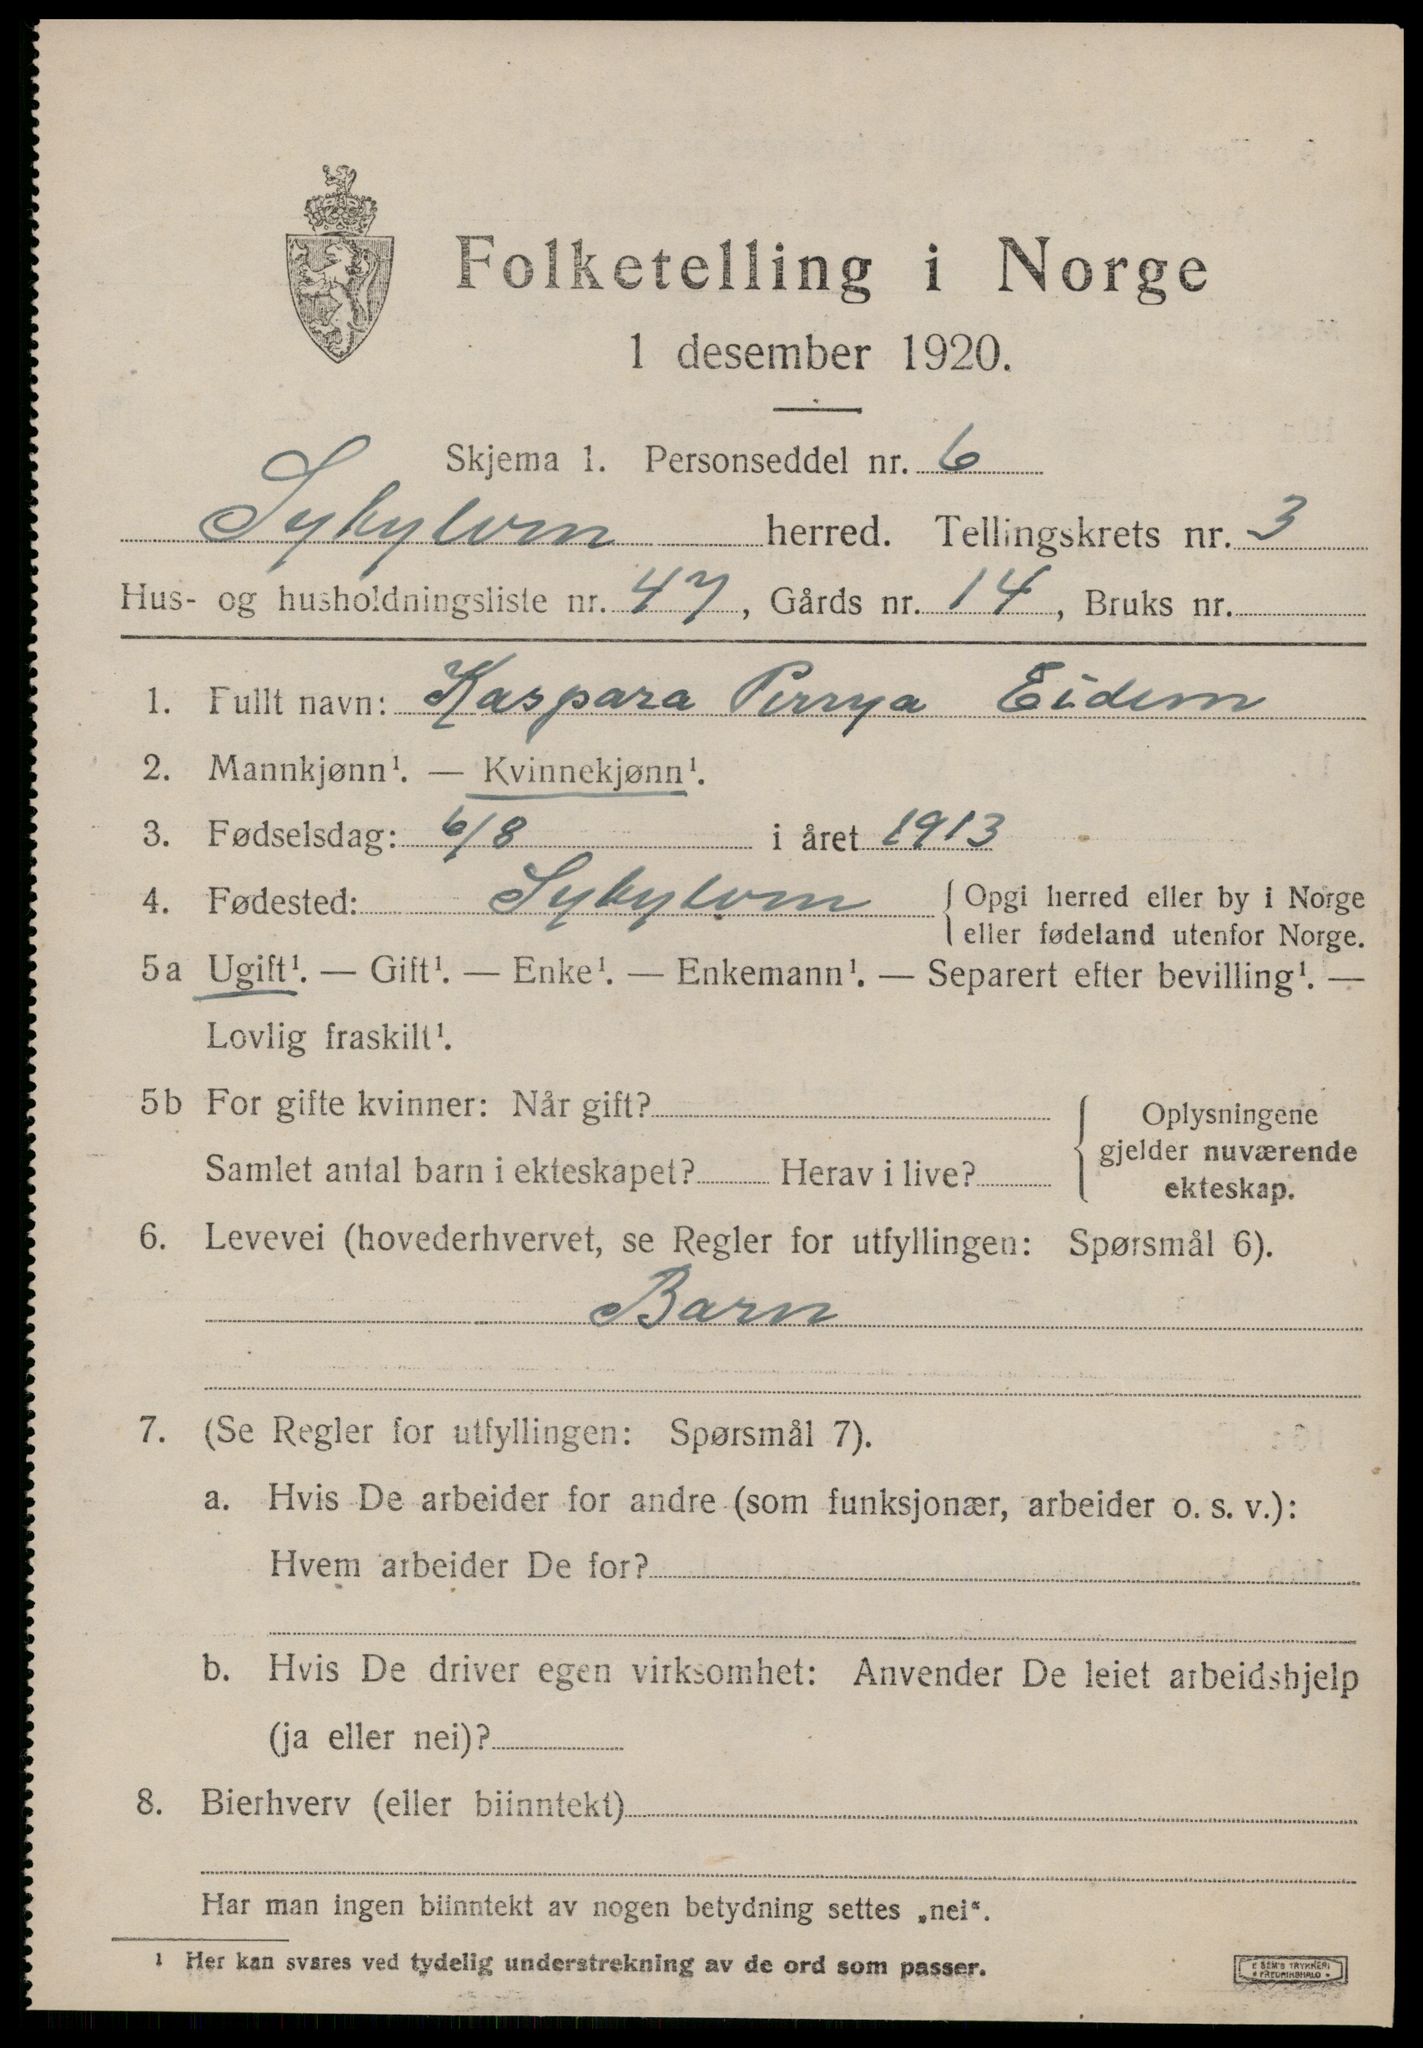 Folketelling i Norge
1 desember 1920.
Skjema 1. Personseddel nr. 6
Sykylven herred. Tellingskrets nr. 3
Hus- og husholdningsliste nr. 47, Gårds nr. 14, Bruks nr.
1. Fullt navn: Kaspara Eidem
2. Mannkjønn¹. — Kvinnekjønn¹.
3. Fødselsdag: 6/8 i året 1913
4. Fødested: Sykylven { Opgi herred eller by i Norge
eller fødeland utenfor Norge.
5a Ugift¹. — Gift¹. — Enke¹. — Enkemann¹. — Separert efter bevilling¹. —
Lovlig fraskilt¹.
5b For gifte kvinner: Når gift?
Samlet antal barn i ekteskapet? Herav i live?
{ Oplysningene
gjelder nuværende
ekteskap.
6. Levevei (hovederhvervet, se Regler for utfyllingen: Spørsmål 6).
Barn
7. (Se Regler for utfyllingen: Spørsmål 7).
a. Hvis De arbeider for andre (som funksjonær, arbeider o. s. v.):
Hvem arbeider De for?
b. Hvis De driver egen virksomhet: Anvender De leiet arbeidshjelp
(ja eller nei)?
8. Bierhverv (eller biinntekt)
Har man ingen biinntekt av nogen betydning settes „nei“.
¹ Her kan svares ved tydelig understrekning av de ord som passer.
E SEM'S TRYKKERI
FREDRIKSHALD